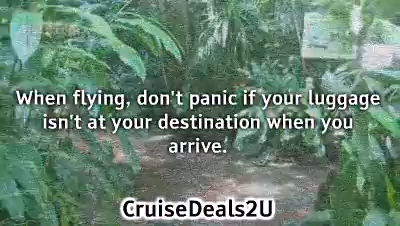 When flying, don't panic if your luggage
isn't at your destination when you
arrive.
CruiseDeals2U